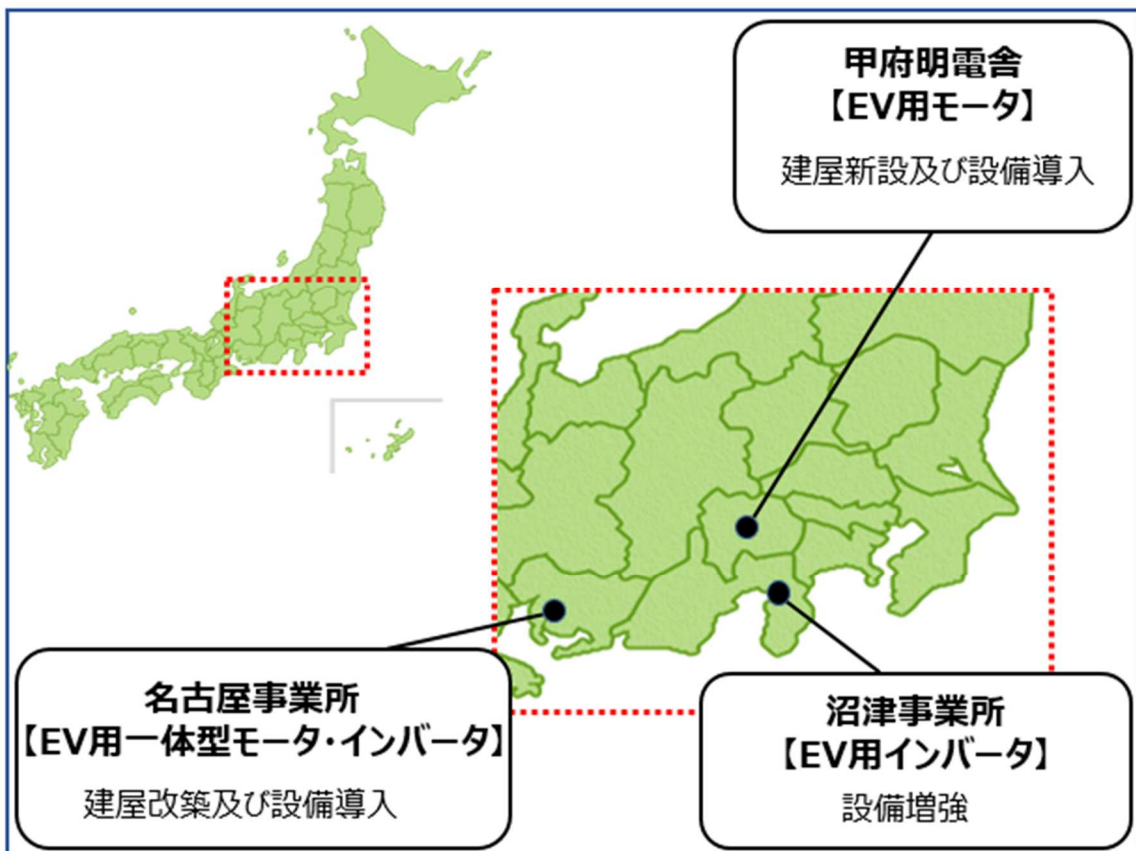 甲府明電舎
【EV用モータ】
建屋新設及び設備導入
名古屋事業所
【EV用一体型モータ・インバータ】
建屋改築及び設備導入
沼津事業所
【EV用インバータ】
設備増強